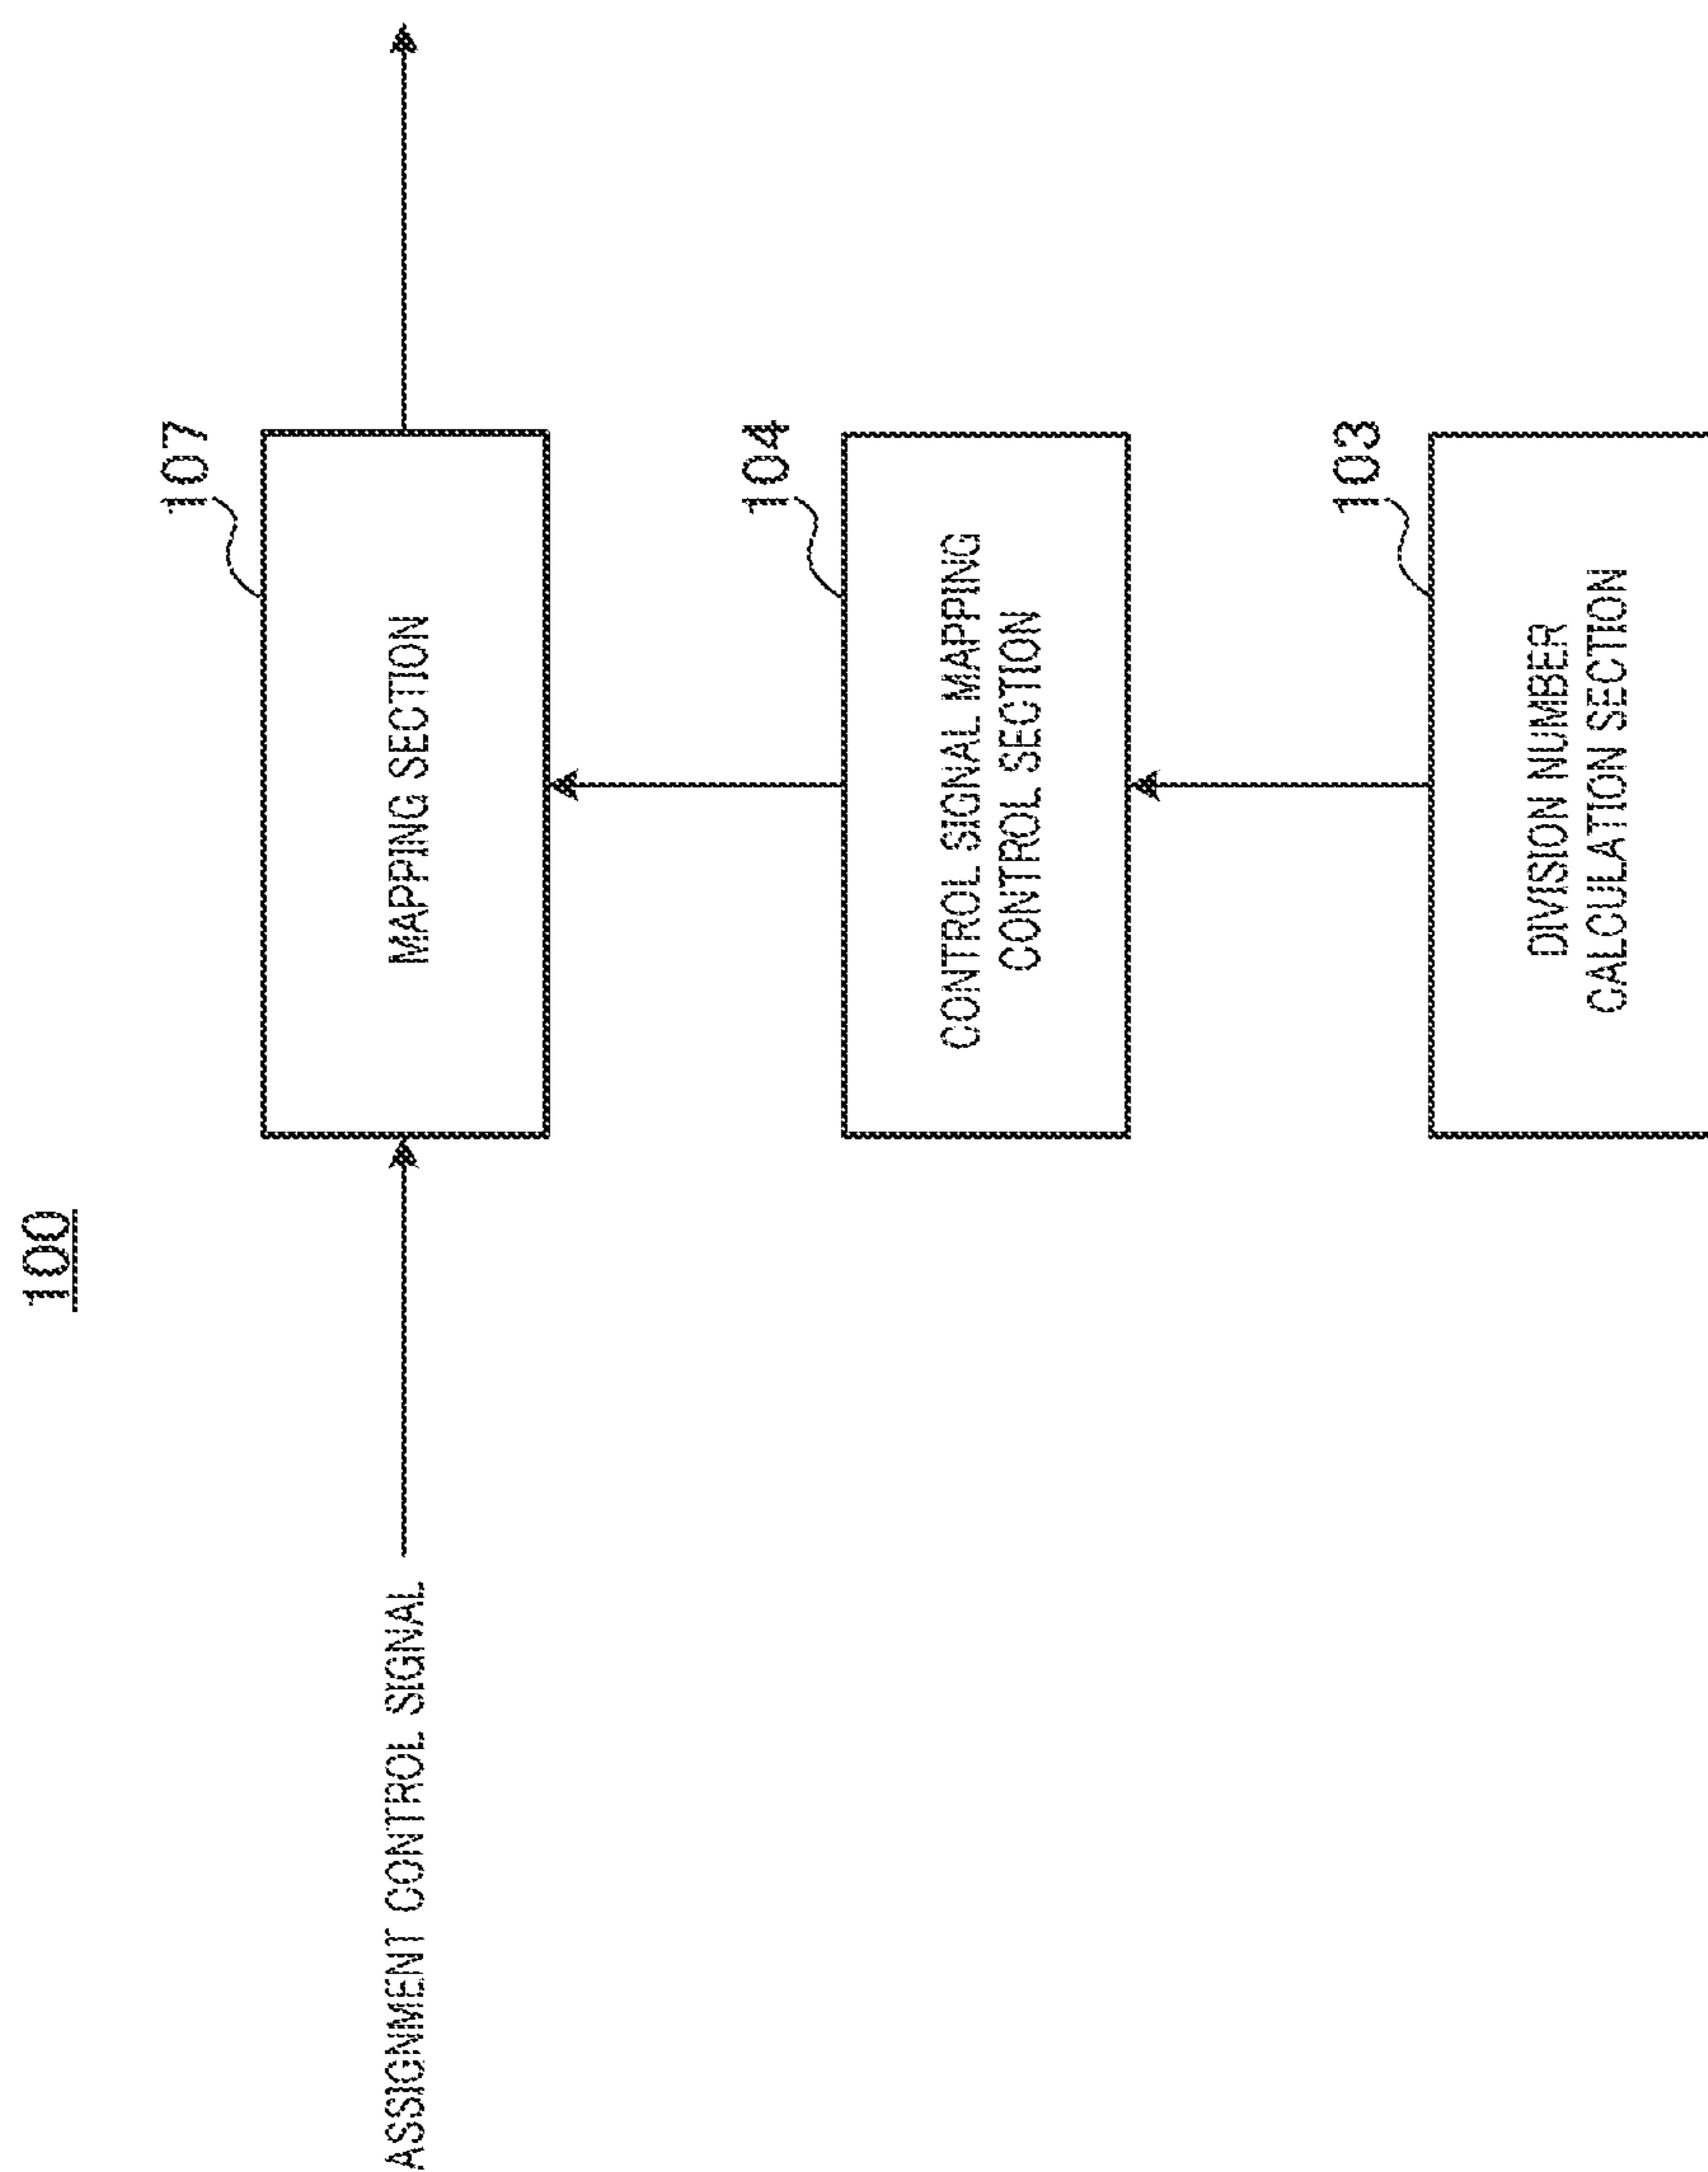 100
107
MAPPING SECTION
ASSIGNMENT CONTROL SIGNAL
104
CONTROL SIGNAL MAPPING
CONTROL SECTION
103
DIVISION NUMBER
CALCULATION SECTION